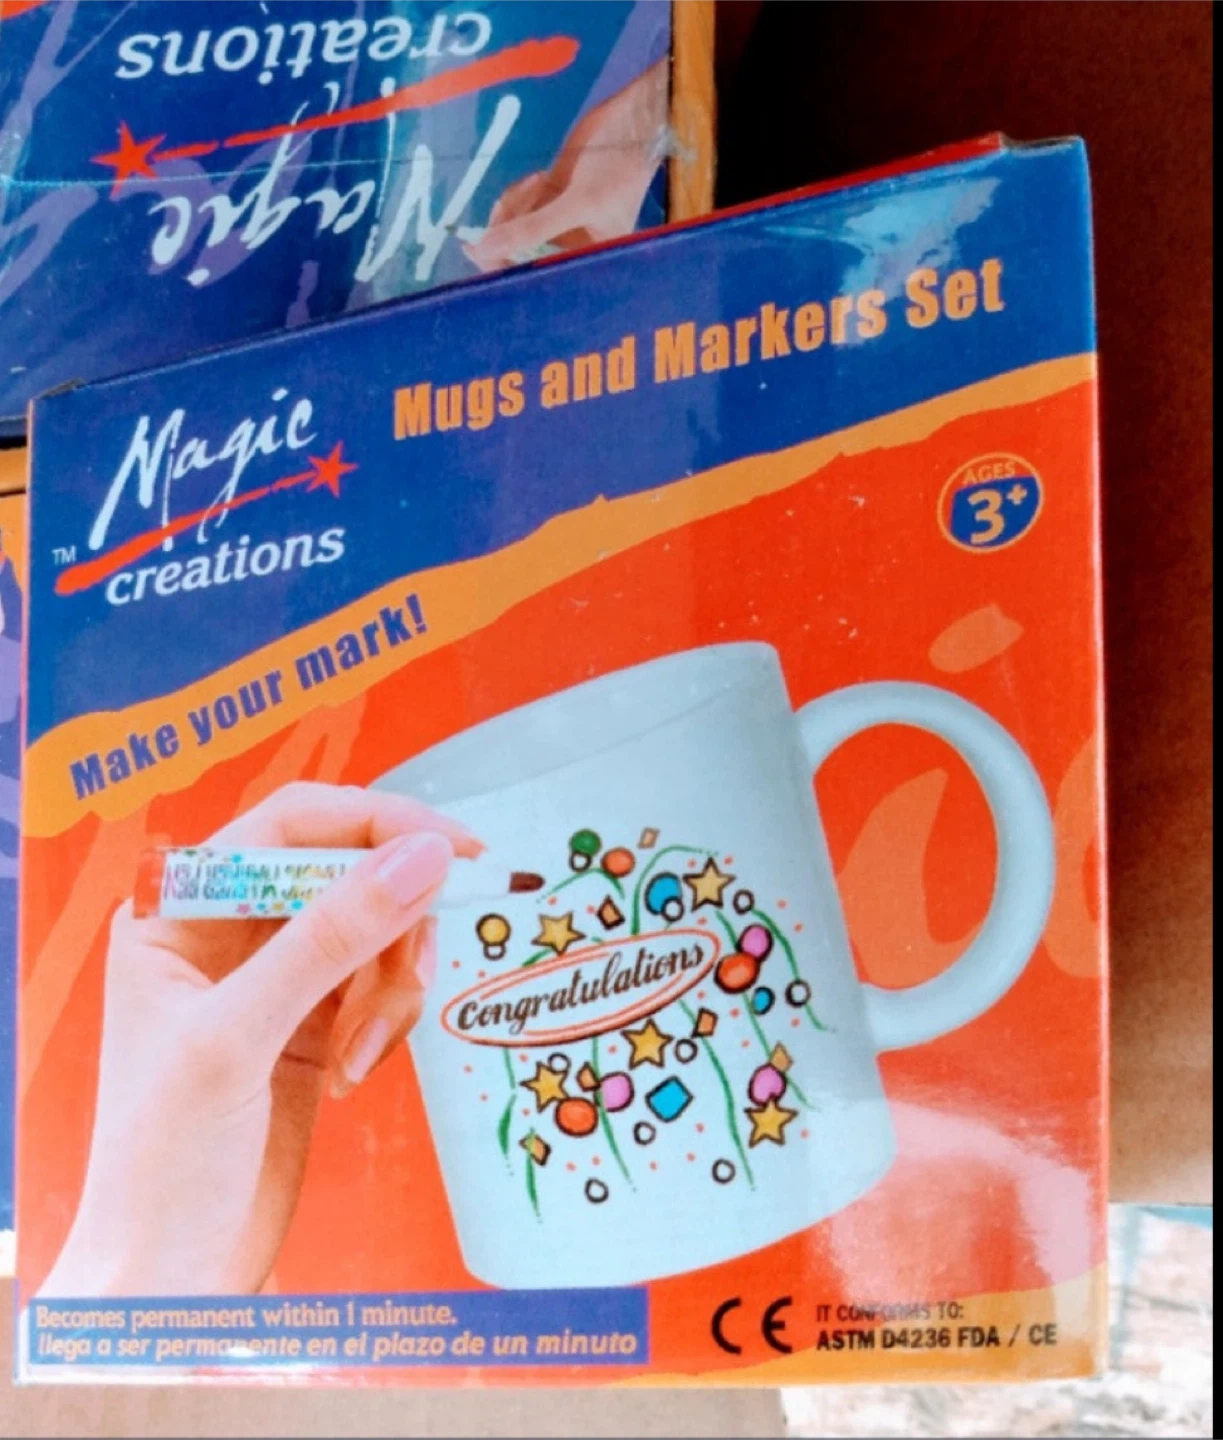 Magic
creations
Magic
creations
TM
Mugs and Markers Set
AGES
3+
Make your mark!
congratulations
Becomes permanent within 1 minute.
llega a ser permanente en el plazo de un minuto
CE
IT CONFORMS TO:
ASTM D4236 FDA / CE